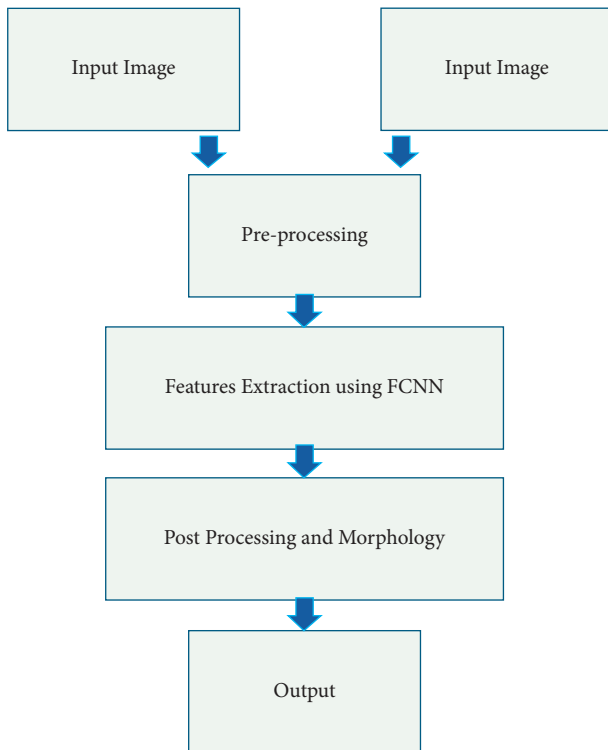 Input Image
Input Image
Pre-processing
Features Extraction using FCNN
Post Processing and Morphology
Output